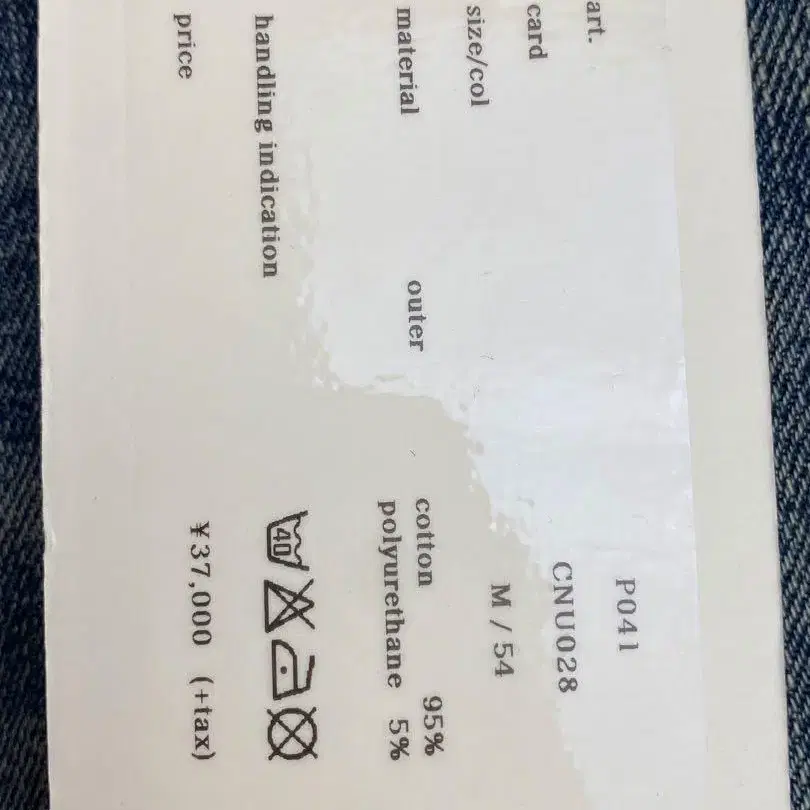 art. P041
card CNU028
size/col M / 54
material outer cotton 95%
polyurethane 5%
handling indication 40
price ¥37,000 (+tax)